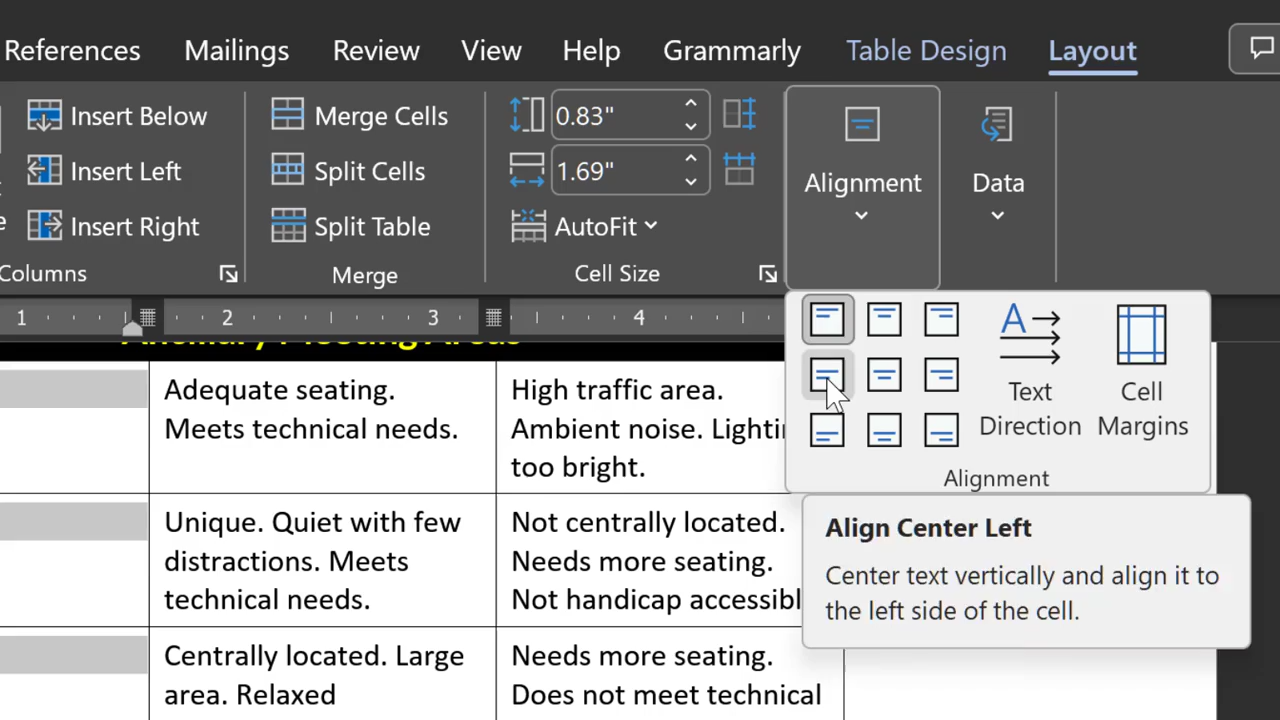 References Mailings Review View Help Grammarly Table Design Layout
Insert Below
Insert Left
Insert Right
Columns
Merge Cells
Split Cells
Split Table
Merge
0.83"
1.69"
AutoFit
Cell Size
Alignment
Data
1 2 3 4
Text
Direction
Cell
Margins
Alignment
Align Center Left
Center text vertically and align it to
the left side of the cell.
Adequate seating.
Meets technical needs.
High traffic area.
Ambient noise. Lightin
too bright.
Unique. Quiet with few
distractions. Meets
technical needs.
Not centrally located.
Needs more seating.
Not handicap accessibl
Centrally located. Large
area. Relaxed
Needs more seating.
Does not meet technical